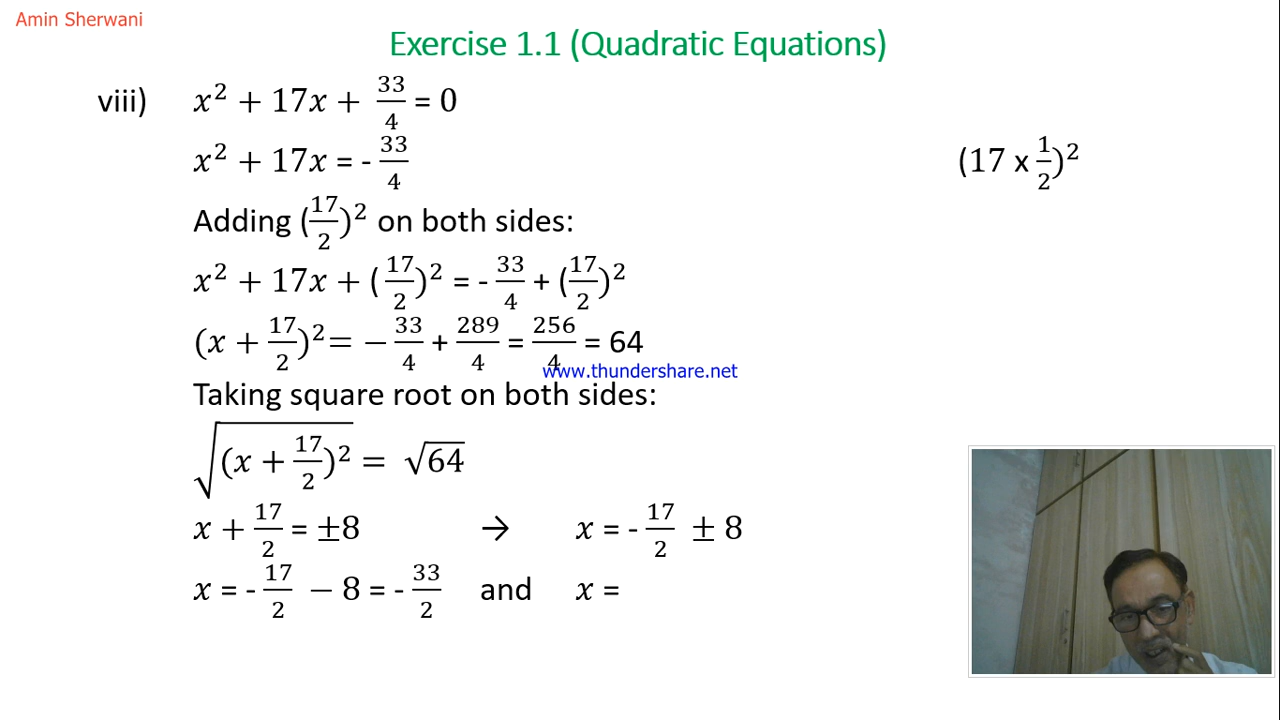 Amin Sherwani
Exercise 1.1 (Quadratic Equations)
viii) x² + 17x + 33/4 = 0
x² + 17x = - 33/4
(17 x 1/2)²
Adding (17/2)² on both sides:
x² + 17x + (17/2)² = - 33/4 + (17/2)²
(x + 17/2)² = − 33/4 + 289/4 = 256/4 = 64
www.thundershare.net
Taking square root on both sides:
√(x + 17/2)² = √64
x + 17/2 = ±8 → x = - 17/2 ± 8
x = - 17/2 − 8 = - 33/2 and x =